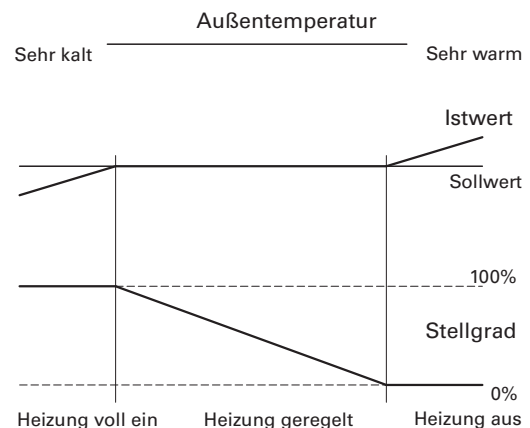 Außentemperatur
Sehr kalt
Sehr warm
Istwert
Sollwert
100%
Stellgrad
0%
Heizung voll ein
Heizung geregelt
Heizung aus